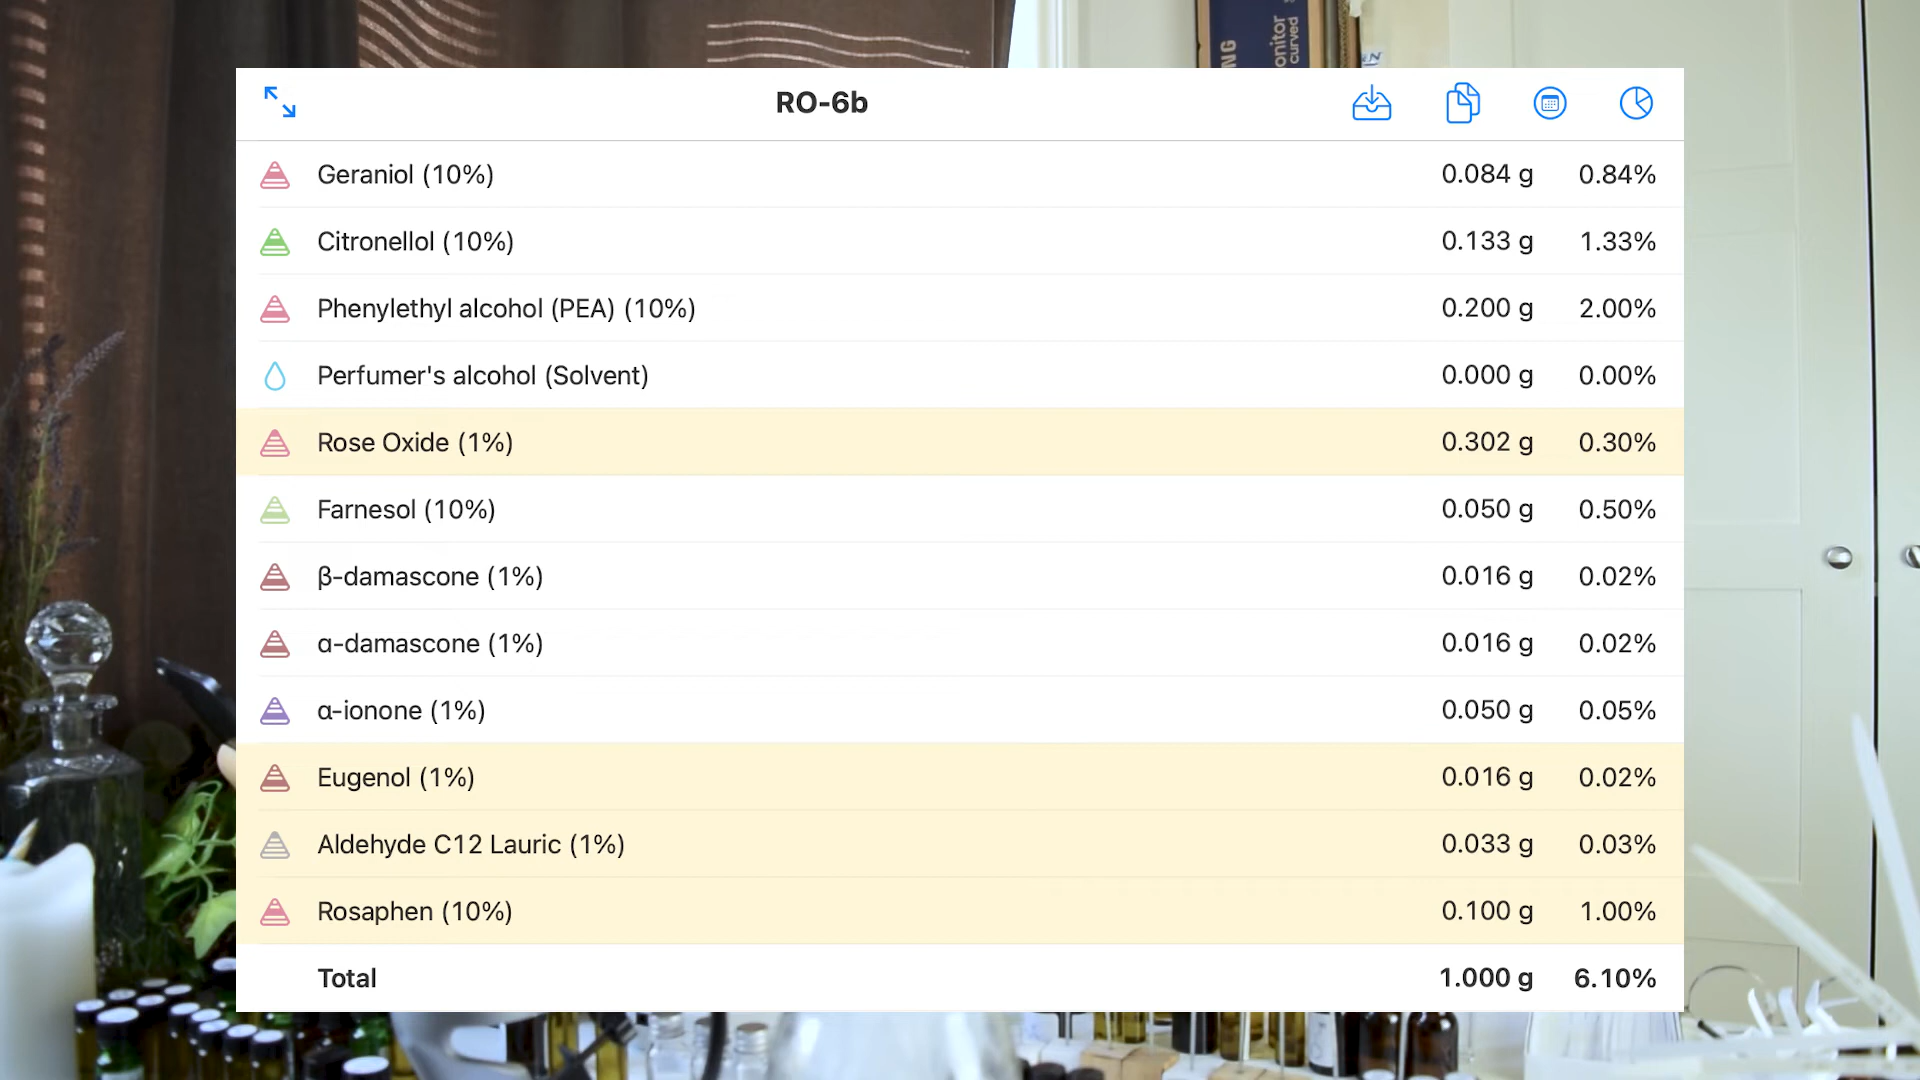 NG
onitor
curved
RO-6b
Geraniol (10%) 0.084 g 0.84%
Citronellol (10%) 0.133 g 1.33%
Phenylethyl alcohol (PEA) (10%) 0.200 g 2.00%
Perfumer's alcohol (Solvent) 0.000 g 0.00%
Rose Oxide (1%) 0.302 g 0.30%
Farnesol (10%) 0.050 g 0.50%
β-damascone (1%) 0.016 g 0.02%
α-damascone (1%) 0.016 g 0.02%
α-ionone (1%) 0.050 g 0.05%
Eugenol (1%) 0.016 g 0.02%
Aldehyde C12 Lauric (1%) 0.033 g 0.03%
Rosaphen (10%) 0.100 g 1.00%
Total 1.000 g 6.10%